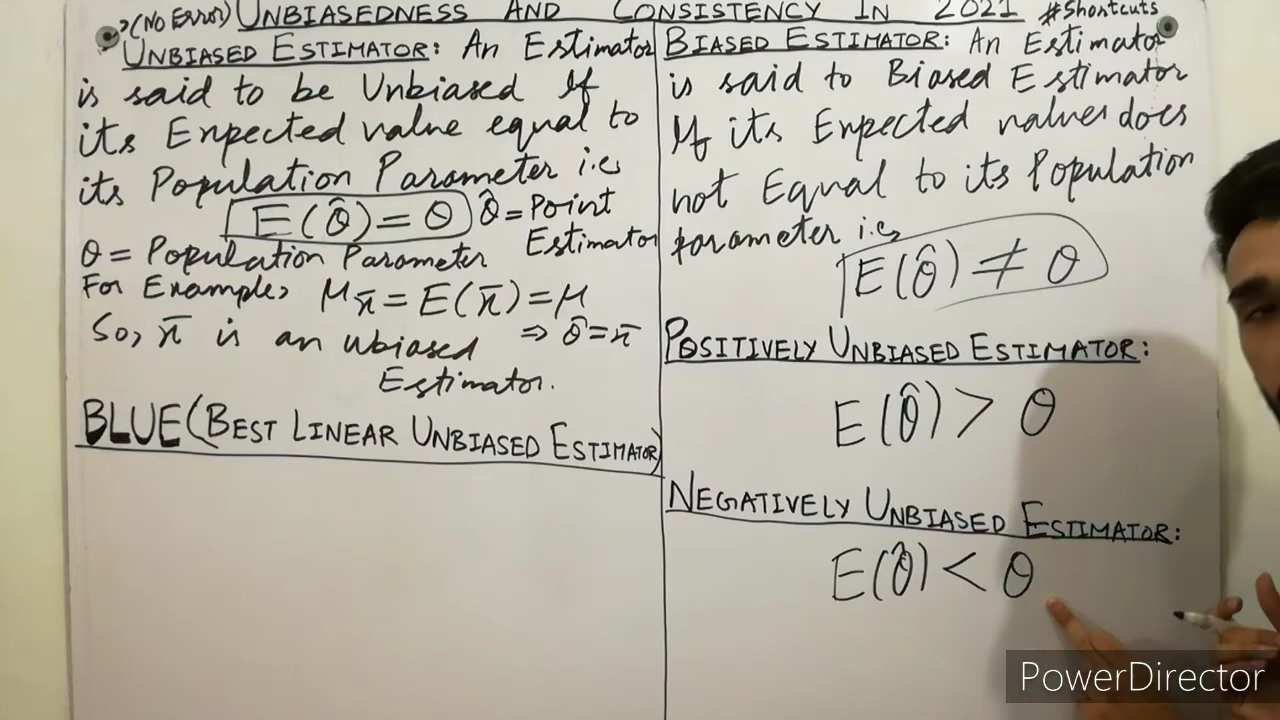 ?(No Error) UNBIASEDNESS AND CONSISTENCY IN 2021 #Shortcuts
UNBIASED ESTIMATOR: An Estimator
is said to be Unbiased If
its Expected value equal to
its Population Parameter i.e,
E(θ̂) = θ θ̂ = Point
Estimator
θ = Population Parameter
For Example, μx̄ = E(x̄) = μ
So, x̄ is an ubiased ⇒ θ̂ = x̄
Estimator.
BLUE(BEST LINEAR UNBIASED ESTIMATOR)
BIASED ESTIMATOR: An Estimator
is said to Biased Estimator
If its Expected values does
not Equal to its Population
parameter i.e,
E(θ̂) ≠ θ
POSITIVELY UNBIASED ESTIMATOR:
E(θ̂) > θ
NEGATIVELY UNBIASED ESTIMATOR:
E(θ̂) < θ
PowerDirector